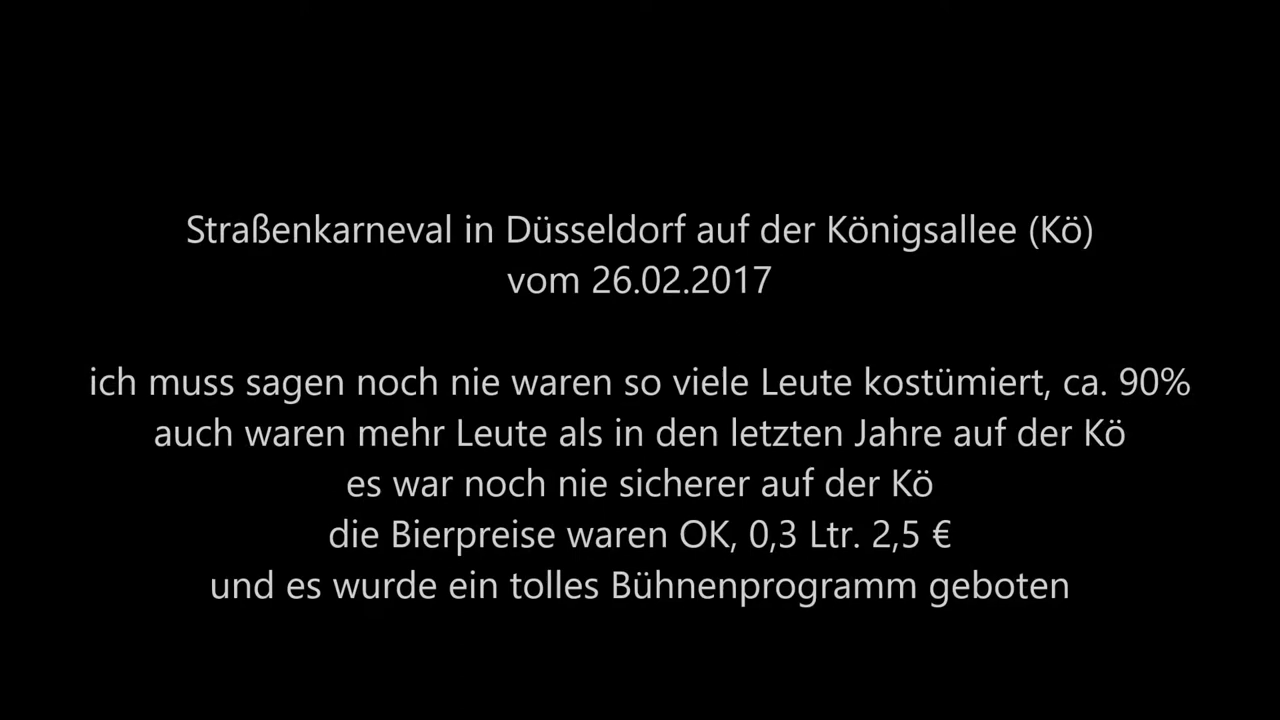 Straßenkarneval in Düsseldorf auf der Königsallee (Kö)
vom 26.02.2017
ich muss sagen noch nie waren so viele Leute kostümiert, ca. 90%
auch waren mehr Leute als in den letzten Jahre auf der Kö
es war noch nie sicherer auf der Kö
die Bierpreise waren OK, 0,3 Ltr. 2,5 €
und es wurde ein tolles Bühnenprogramm geboten